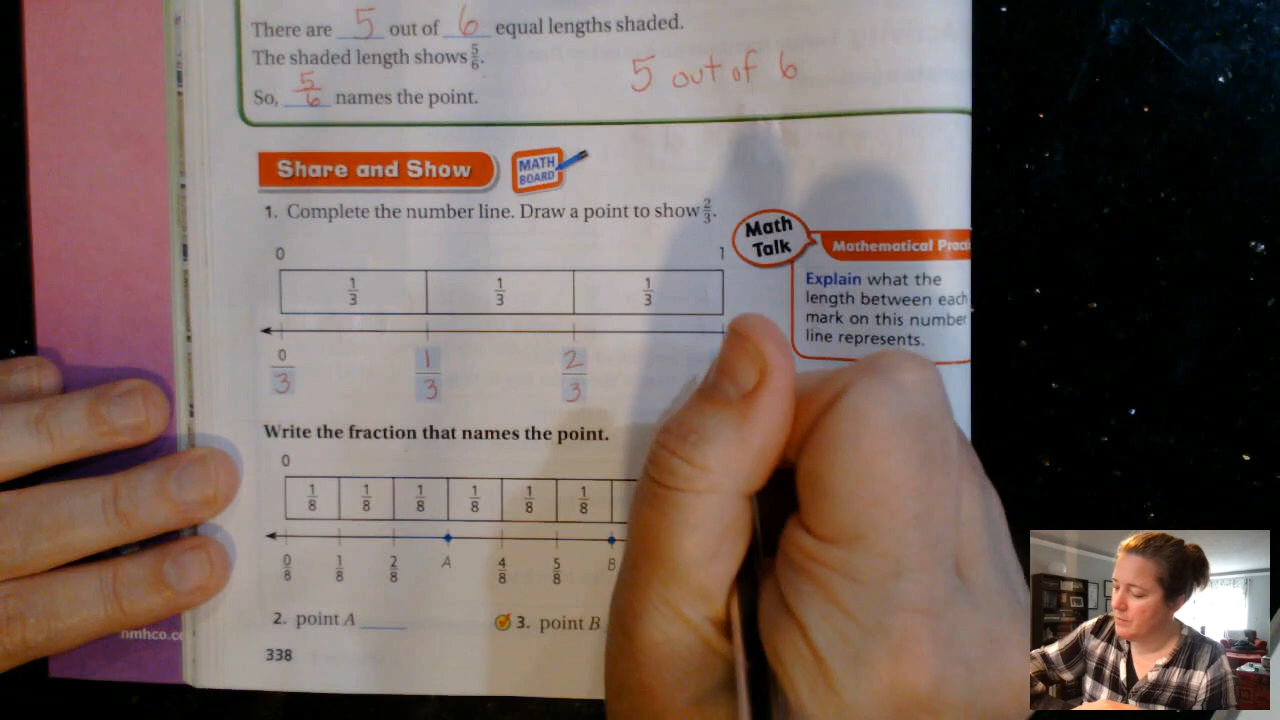 There are 5 out of 6 equal lengths shaded.
The shaded length shows 5/6.
So, 5/6 names the point.
5 out of 6
Share and Show
MATH BOARD
1. Complete the number line. Draw a point to show 2/3.
0 1
1/3 1/3 1/3
0/3 1/3 2/3
Math Talk
Mathematical
Explain what the
length between each
mark on this number
line represents.
Write the fraction that names the point.
0
1/8 1/8 1/8 1/8 1/8 1/8
0/8 1/8 2/8 A 4/8 5/8 B
2. point A ____ 3. point B
338